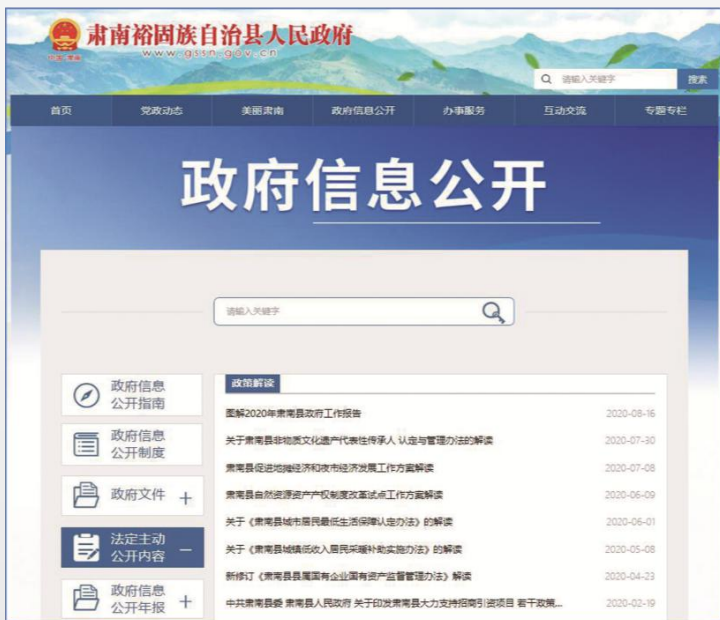 肃南裕固族自治县人民政府
www.gssn.gov.cn
中国·肃南
请输入关键字 搜索
首页 党政动态 美丽肃南 政府信息公开 办事服务 互动交流 专题专栏
政府信息公开
请输入关键字
政府信息
公开指南
政府信息
公开制度
政府文件 +
法定主动
公开内容 −
政府信息
公开年报 +
政策解读
图解2020年肃南县政府工作报告 2020-08-16
关于肃南县非物质文化遗产代表性传承人 认定与管理办法的解读 2020-07-30
肃南县促进地摊经济和夜市经济发展工作方案解读 2020-07-08
肃南县自然资源资产产权制度改革试点工作方案解读 2020-06-09
关于《肃南县城市居民最低生活保障认定办法》的解读 2020-06-01
关于《肃南县城镇低收入居民采暖补助实施办法》的解读 2020-05-08
新修订《肃南县县属国有企业国有资产监督管理办法》解读 2020-04-23
中共肃南县委 肃南县人民政府 关于印发肃南县大力支持招商引资项目 若干政策... 2020-02-19